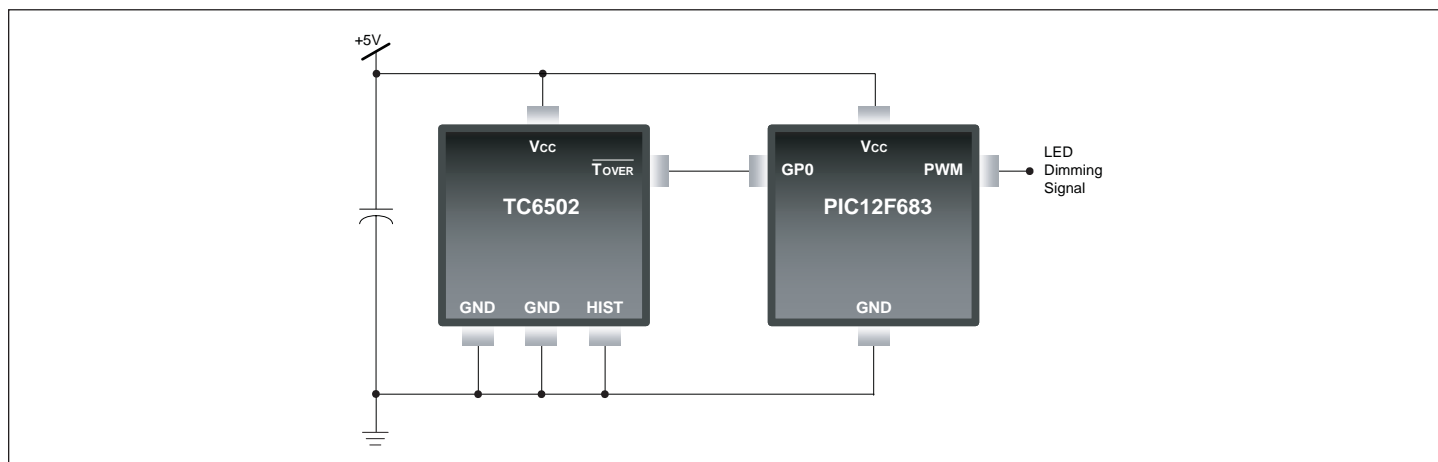 +5V
VCC
TOVER
TC6502
GND GND HIST
VCC
GP0 PWM
PIC12F683
GND
LED
Dimming
Signal